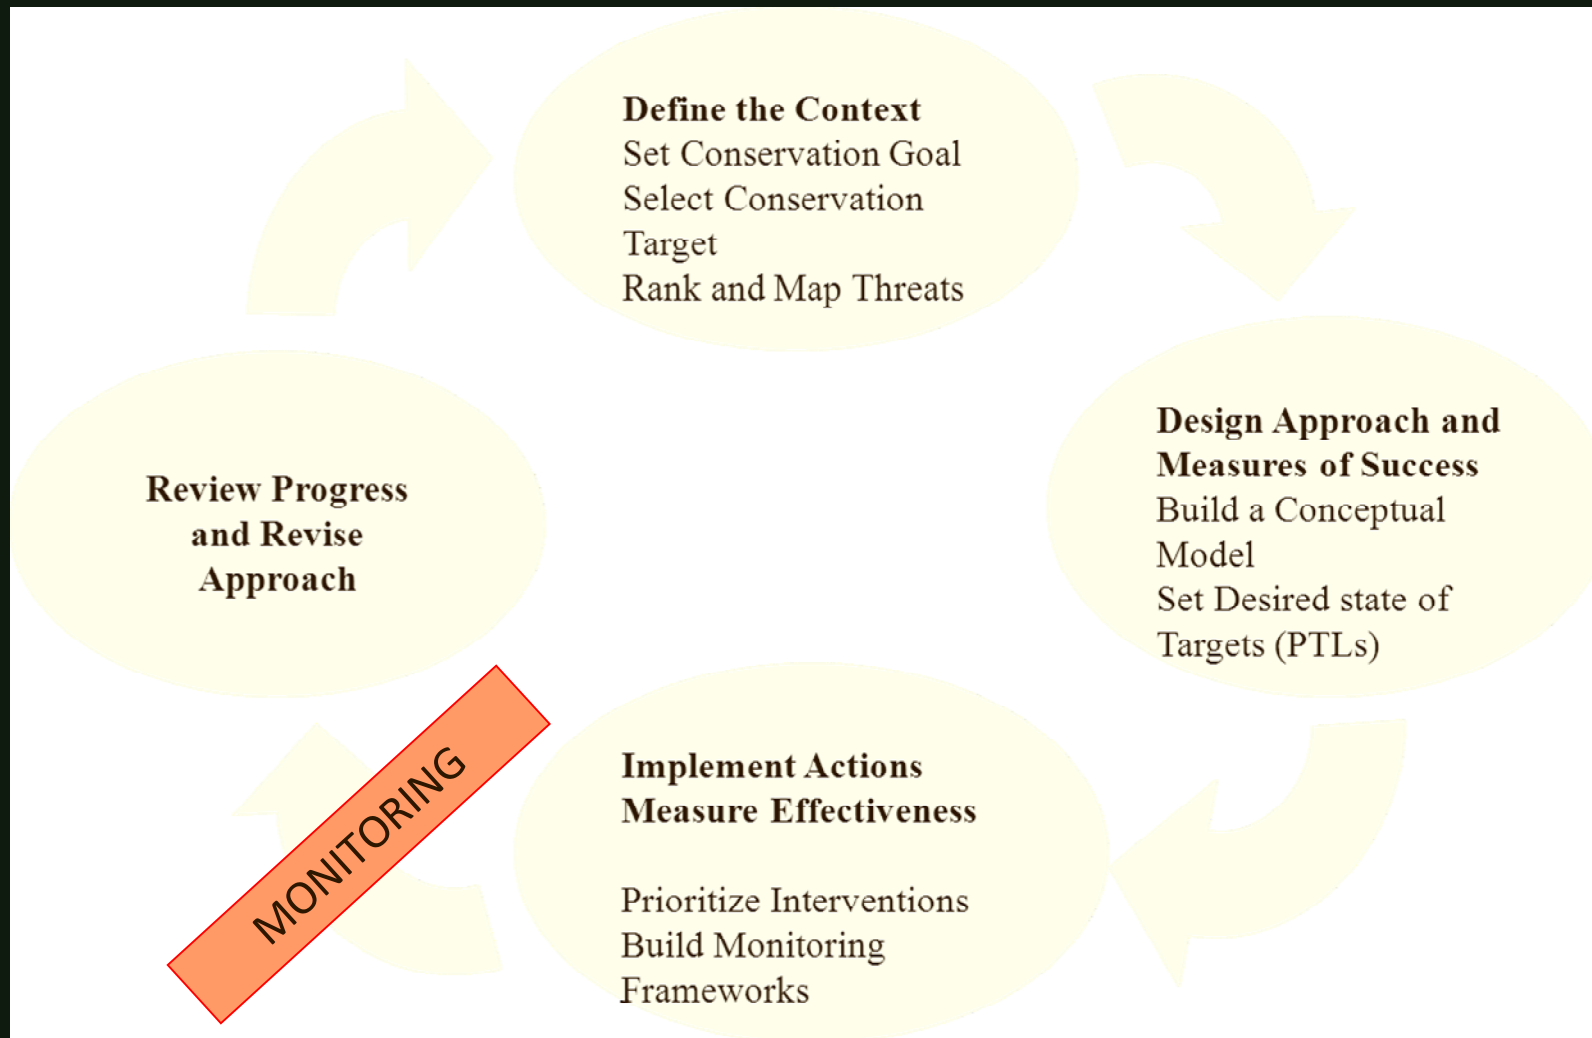 Define the Context
Set Conservation Goal
Select Conservation
Target
Rank and Map Threats
Design Approach and
Measures of Success
Build a Conceptual
Model
Set Desired state of
Targets (PTLs)
Implement Actions
Measure Effectiveness
Prioritize Interventions
Build Monitoring
Frameworks
MONITORING
Review Progress
and Revise
Approach